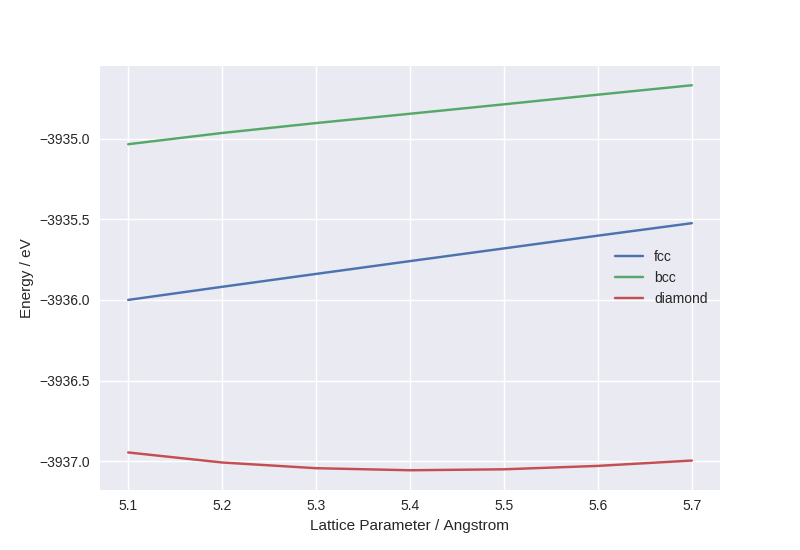 −3935.0
−3935.5
−3936.0
−3936.5
−3937.0
Energy / eV
fcc
bcc
diamond
5.1 5.2 5.3 5.4 5.5 5.6 5.7
Lattice Parameter / Angstrom